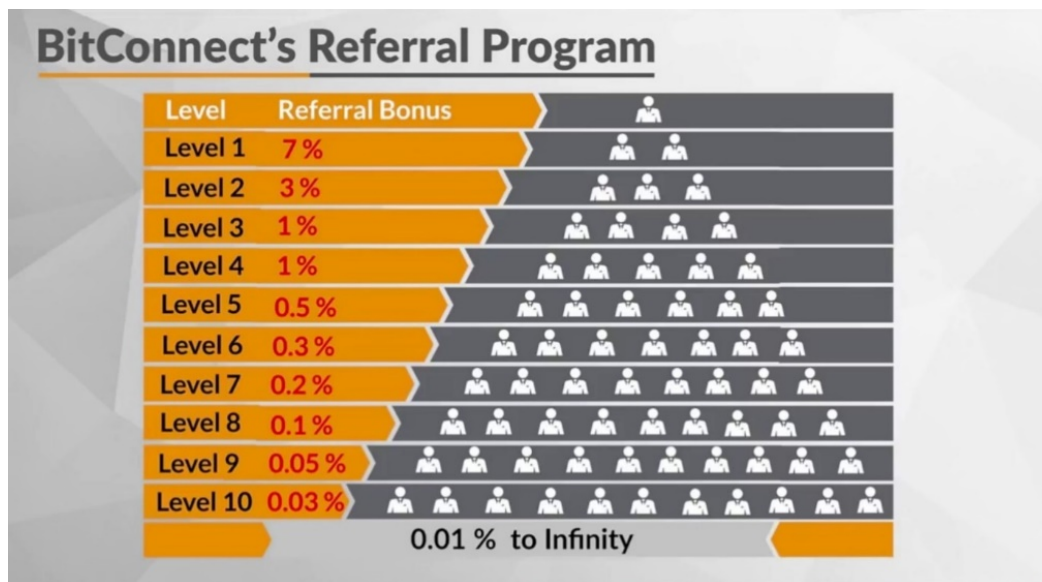 BitConnect's Referral Program
Level Referral Bonus
Level 1 7 %
Level 2 3 %
Level 3 1 %
Level 4 1 %
Level 5 0.5 %
Level 6 0.3 %
Level 7 0.2 %
Level 8 0.1 %
Level 9 0.05 %
Level 10 0.03 %
0.01 % to Infinity